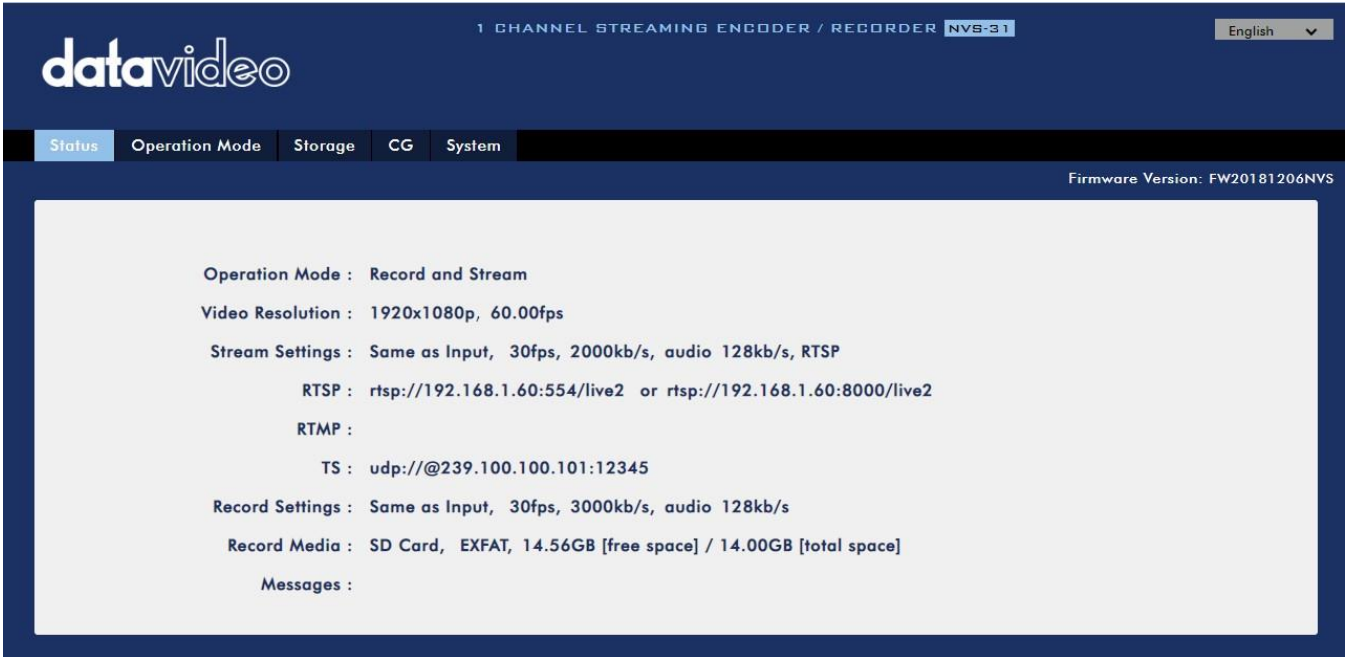 1 CHANNEL STREAMING ENCODER / RECORDER NVS-31
English
datavideo
Status Operation Mode Storage CG System
Firmware Version: FW20181206NVS
Operation Mode : Record and Stream
Video Resolution : 1920x1080p, 60.00fps
Stream Settings : Same as Input, 30fps, 2000kb/s, audio 128kb/s, RTSP
RTSP : rtsp://192.168.1.60:554/live2 or rtsp://192.168.1.60:8000/live2
RTMP :
TS : udp://@239.100.100.101:12345
Record Settings : Same as Input, 30fps, 3000kb/s, audio 128kb/s
Record Media : SD Card, EXFAT, 14.56GB [free space] / 14.00GB [total space]
Messages :